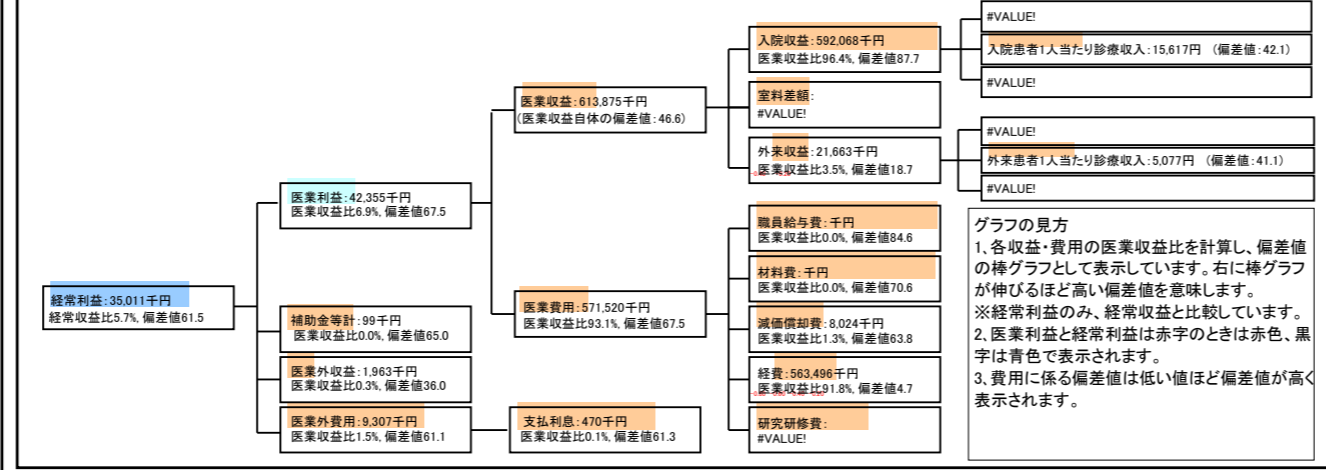 経常利益:35,011千円
経常収益比5.7%, 偏差値61.5
医業利益:42,355千円
医業収益比6.9%, 偏差値67.5
補助金等計:99千円
医業収益比0.0%, 偏差値65.0
医業外収益:1,963千円
医業収益比0.3%, 偏差値36.0
医業外費用:9,307千円
医業収益比1.5%, 偏差値61.1
医業収益:613,875千円
(医業収益自体の偏差値:46.6)
医業費用:571,520千円
医業収益比93.1%, 偏差値67.5
支払利息:470千円
医業収益比0.1%, 偏差値61.3
入院収益:592,068千円
医業収益比96.4%, 偏差値87.7
室料差額:
#VALUE!
外来収益:21,663千円
医業収益比3.5%, 偏差値18.7
職員給与費:千円
医業収益比0.0%, 偏差値84.6
材料費:千円
医業収益比0.0%, 偏差値70.6
減価償却費:8,024千円
医業収益比1.3%, 偏差値63.8
経費:563,496千円
医業収益比91.8%, 偏差値4.7
研究研修費:
#VALUE!
#VALUE!
入院患者1人当たり診療収入:15,617円 (偏差値:42.1)
#VALUE!
#VALUE!
外来患者1人当たり診療収入:5,077円 (偏差値:41.1)
#VALUE!
グラフの見方
1、各収益・費用の医業収益比を計算し、偏差値
の棒グラフとして表示しています。右に棒グラフ
が伸びるほど高い偏差値を意味します。
※経常利益のみ、経常収益と比較しています。
2、医業利益と経常利益は赤字のときは赤色、黒
字は青色で表示されます。
3、費用に係る偏差値は低い値ほど偏差値が高く
表示されます。